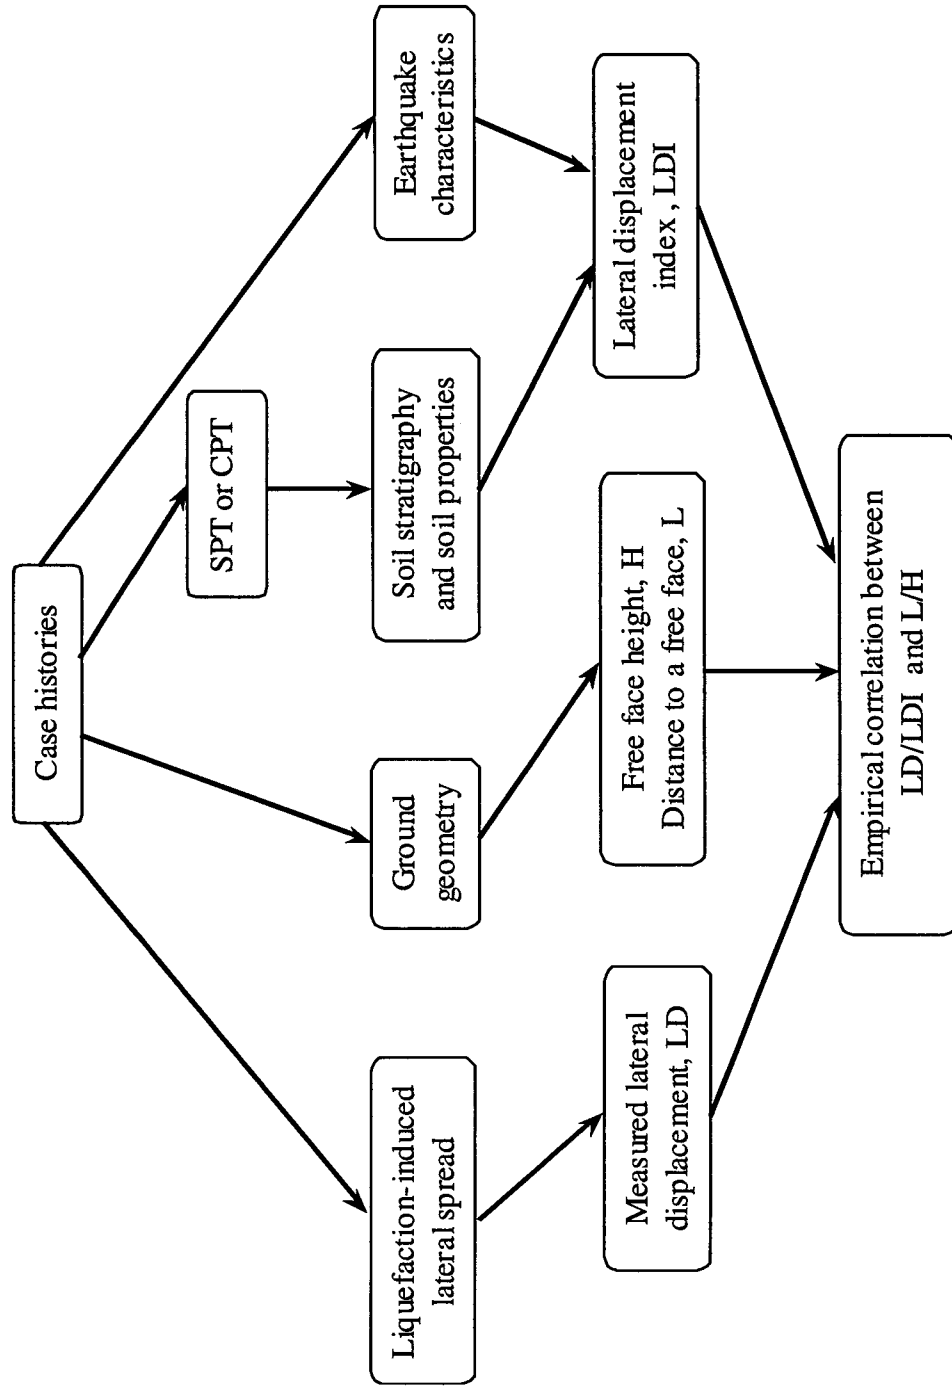 Case histories
SPT or CPT
Liquefaction-induced
lateral spread
Ground
geometry
Soil stratigraphy
and soil properties
Earthquake
characteristics
Measured lateral
displacement, LD
Free face height, H
Distance to a free face, L
Lateral displacement
index , LDI
Empirical correlation between
LD/LDI and L/H